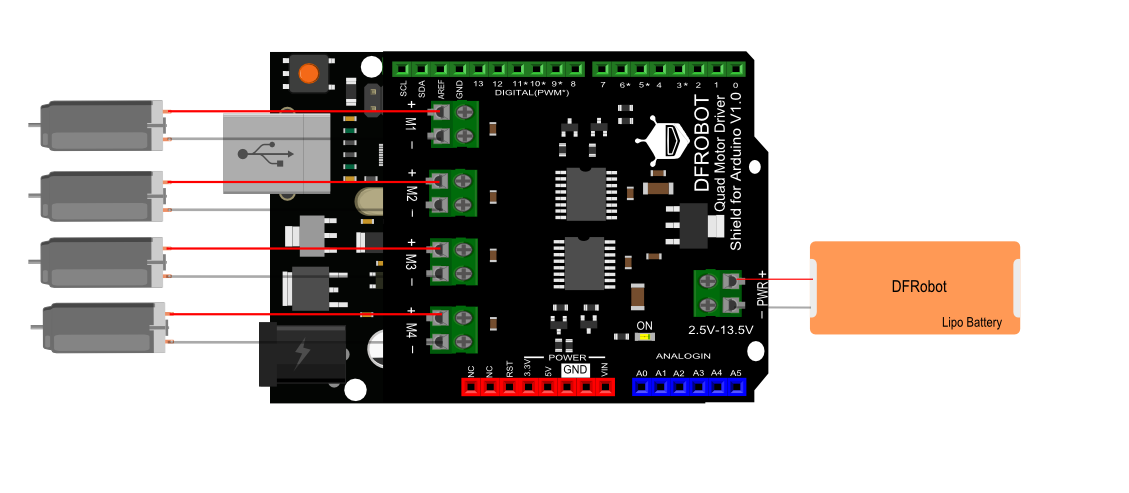 SCL
SDA
AREF
GND
13
12
11*
10*
9*
8
DIGITAL(PWM*)
7
6*
5*
4
3*
2
1
0
+
M1
−
+
M2
−
+
M3
−
+
M4
−
DFROBOT
Quad Motor Driver
Shield for Arduino V1.0
− PWR +
2.5V-13.5V
ON
POWER
NC
NC
RST
3.3V
5V
GND
VIN
ANALOGIN
A0
A1
A2
A3
A4
A5
DFRobot
Lipo Battery